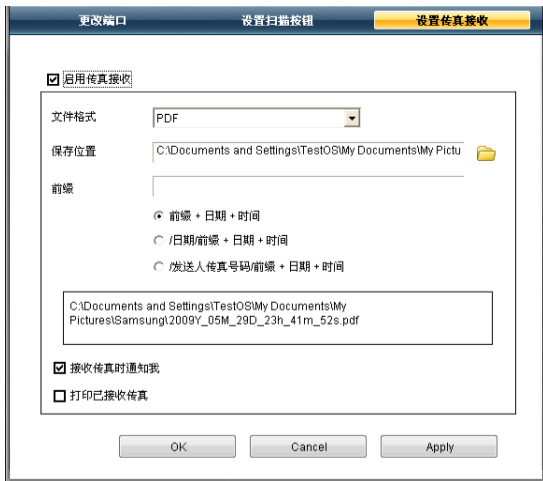 更改端口 设置扫描按钮 设置传真接收
启用传真接收
文件格式 PDF
保存位置 C:\Documents and Settings\TestOS\My Documents\My Pictu
前缀
前缀 + 日期 + 时间
/日期/前缀 + 日期 + 时间
/发送人传真号码/前缀 + 日期 + 时间
C:\Documents and Settings\TestOS\My Documents\My
Pictures\Samsung\2009Y_05M_29D_23h_41m_52s.pdf
接收传真时通知我
打印已接收传真
OK Cancel Apply